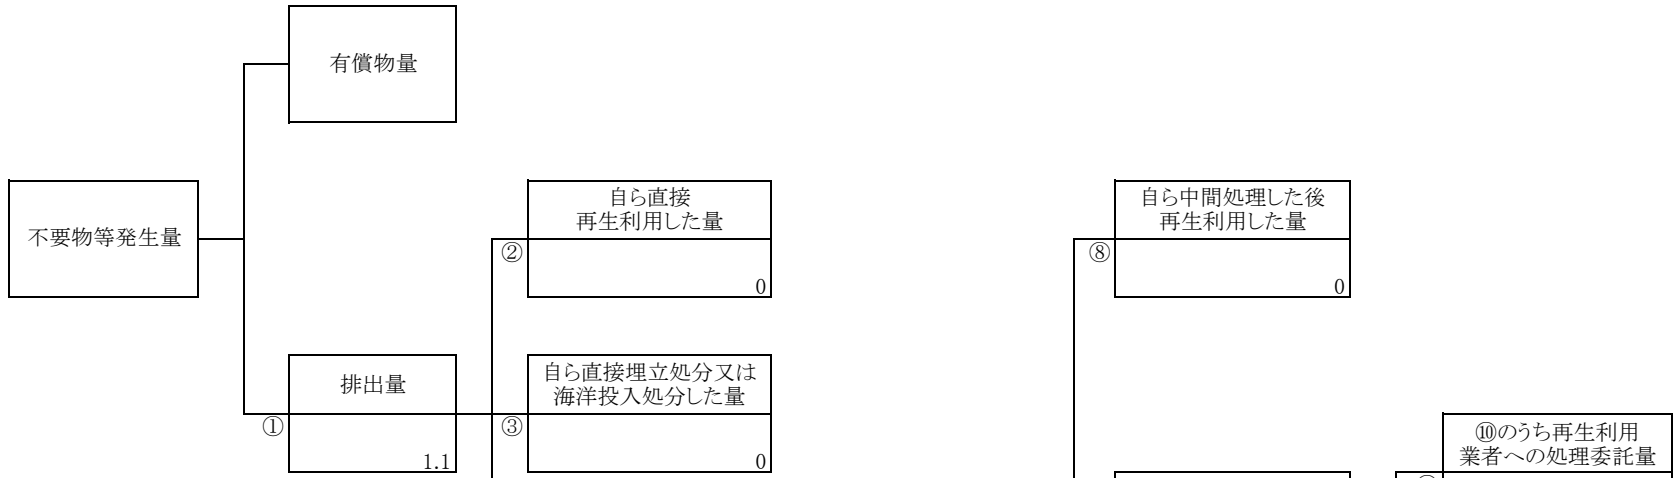 有償物量
不要物等発生量
自ら直接
再生利用した量
②
0
自ら中間処理した後
再生利用した量
⑧
0
排出量
①
1.1
自ら直接埋立処分又は
海洋投入処分した量
③
0
⑩のうち再生利用
業者への処理委託量